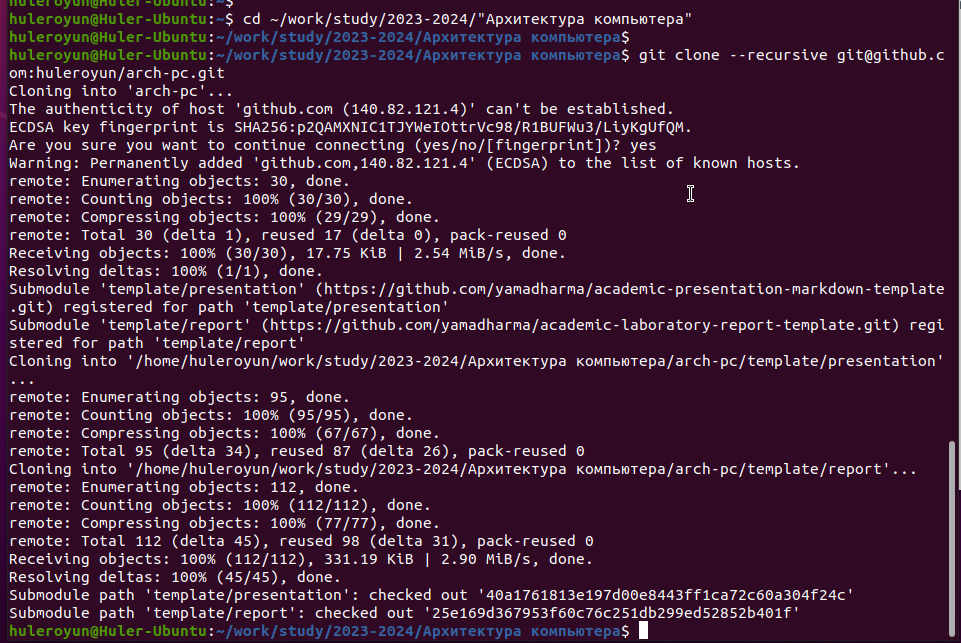 huleroyun@Huler-Ubuntu:~$
huleroyun@Huler-Ubuntu:~$ cd ~/work/study/2023-2024/"Архитектура компьютера"
huleroyun@Huler-Ubuntu:~/work/study/2023-2024/Архитектура компьютера$
huleroyun@Huler-Ubuntu:~/work/study/2023-2024/Архитектура компьютера$ git clone --recursive git@github.c
om:huleroyun/arch-pc.git
Cloning into 'arch-pc'...
The authenticity of host 'github.com (140.82.121.4)' can't be established.
ECDSA key fingerprint is SHA256:p2QAMXNIC1TJYWeIOttrVc98/R1BUFWu3/LiyKgUfQM.
Are you sure you want to continue connecting (yes/no/[fingerprint])? yes
Warning: Permanently added 'github.com,140.82.121.4' (ECDSA) to the list of known hosts.
remote: Enumerating objects: 30, done.
remote: Counting objects: 100% (30/30), done.
remote: Compressing objects: 100% (29/29), done.
remote: Total 30 (delta 1), reused 17 (delta 0), pack-reused 0
Receiving objects: 100% (30/30), 17.75 KiB | 2.54 MiB/s, done.
Resolving deltas: 100% (1/1), done.
Submodule 'template/presentation' (https://github.com/yamadharma/academic-presentation-markdown-template
.git) registered for path 'template/presentation'
Submodule 'template/report' (https://github.com/yamadharma/academic-laboratory-report-template.git) regi
stered for path 'template/report'
Cloning into '/home/huleroyun/work/study/2023-2024/Архитектура компьютера/arch-pc/template/presentation'
...
remote: Enumerating objects: 95, done.
remote: Counting objects: 100% (95/95), done.
remote: Compressing objects: 100% (67/67), done.
remote: Total 95 (delta 34), reused 87 (delta 26), pack-reused 0
Cloning into '/home/huleroyun/work/study/2023-2024/Архитектура компьютера/arch-pc/template/report'...
remote: Enumerating objects: 112, done.
remote: Counting objects: 100% (112/112), done.
remote: Compressing objects: 100% (77/77), done.
remote: Total 112 (delta 45), reused 98 (delta 31), pack-reused 0
Receiving objects: 100% (112/112), 331.19 KiB | 2.90 MiB/s, done.
Resolving deltas: 100% (45/45), done.
Submodule path 'template/presentation': checked out '40a1761813e197d00e8443ff1ca72c60a304f24c'
Submodule path 'template/report': checked out '25e169d367953f60c76c251db299ed52852b401f'
huleroyun@Huler-Ubuntu:~/work/study/2023-2024/Архитектура компьютера$